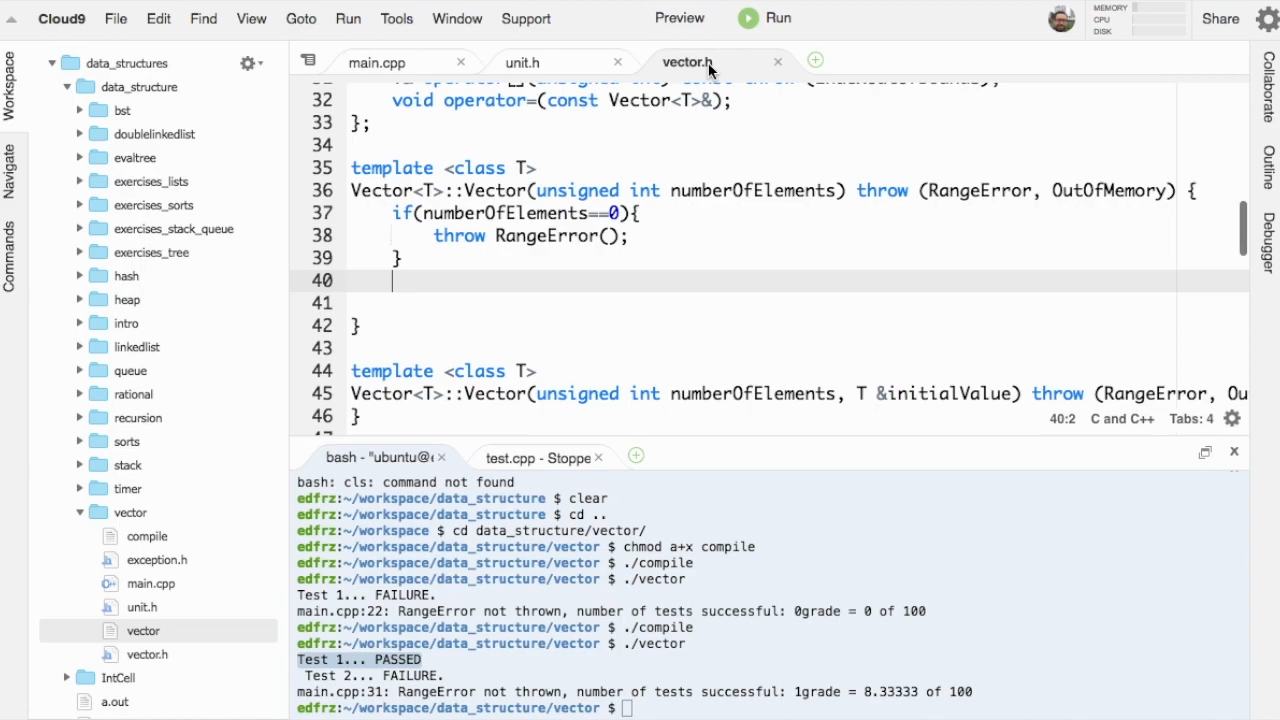 Cloud9 File Edit Find View Goto Run Tools Window Support Preview Run MEMORY CPU DISK Share
Workspace
Navigate
Commands
data_structures
data_structure
bst
doublelinkedlist
evaltree
exercises_lists
exercises_sorts
exercises_stack_queue
exercises_tree
hash
heap
intro
linkedlist
queue
rational
recursion
sorts
stack
timer
vector
compile
exception.h
main.cpp
unit.h
vector
vector.h
IntCell
a.out
main.cpp unit.h vector.h
32 void operator=(const Vector<T>&);
33 };
34
35 template <class T>
36 Vector<T>::Vector(unsigned int numberOfElements) throw (RangeError, OutOfMemory) {
37 if(numberOfElements==0){
38 throw RangeError();
39 }
40
41
42 }
43
44 template <class T>
45 Vector<T>::Vector(unsigned int numberOfElements, T &initialValue) throw (RangeError, Ou
46 }
40:2 C and C++ Tabs: 4
bash - "ubuntu@e test.cpp - Stoppe
bash: cls: command not found
edfrz:~/workspace/data_structure $ clear
edfrz:~/workspace/data_structure $ cd ..
edfrz:~/workspace $ cd data_structure/vector/
edfrz:~/workspace/data_structure/vector $ chmod a+x compile
edfrz:~/workspace/data_structure/vector $ ./compile
edfrz:~/workspace/data_structure/vector $ ./vector
Test 1... FAILURE.
main.cpp:22: RangeError not thrown, number of tests successful: 0grade = 0 of 100
edfrz:~/workspace/data_structure/vector $ ./compile
edfrz:~/workspace/data_structure/vector $ ./vector
Test 1... PASSED
Test 2... FAILURE.
main.cpp:31: RangeError not thrown, number of tests successful: 1grade = 8.33333 of 100
edfrz:~/workspace/data_structure/vector $
Collaborate
Outline
Debugger